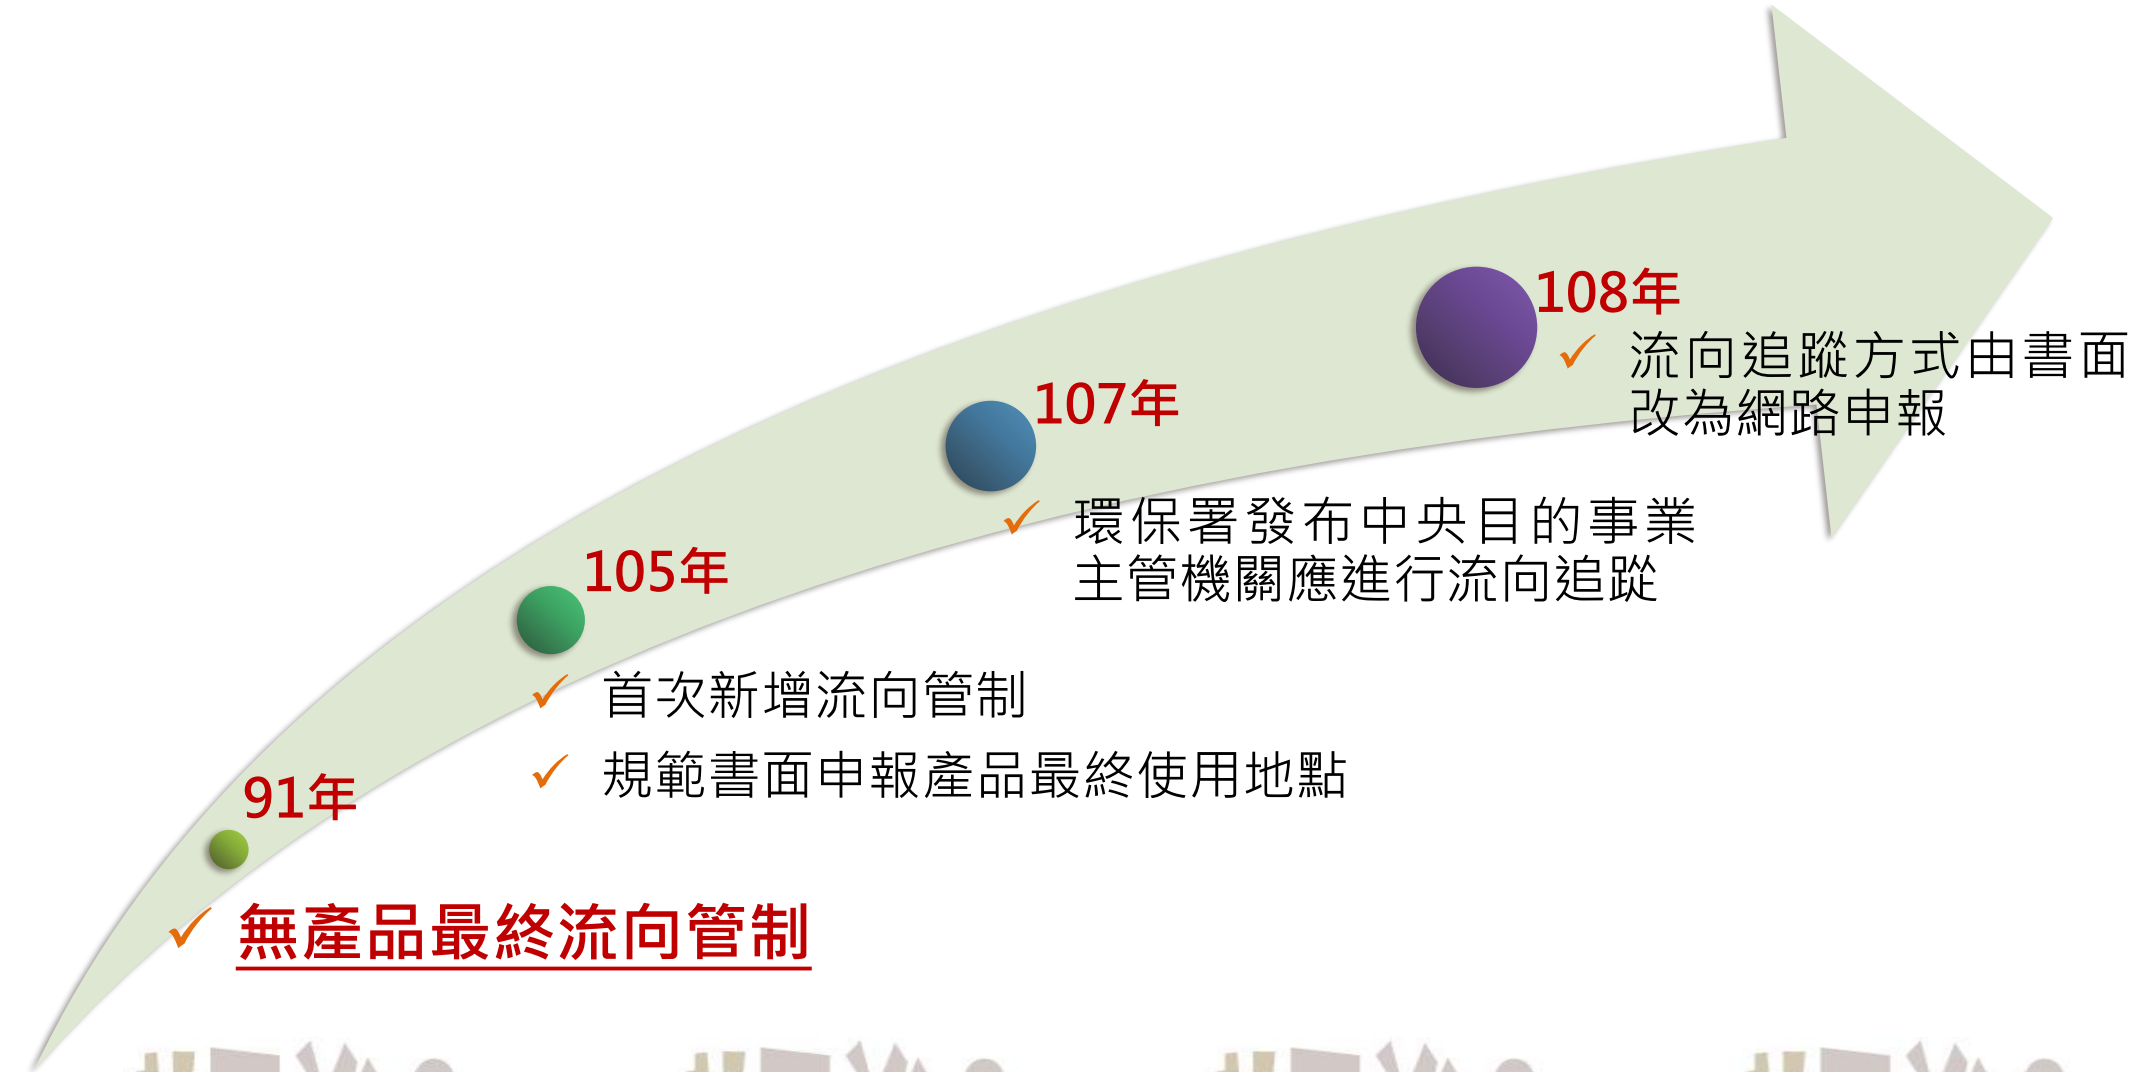 108年
流向追蹤方式由書面
改為網路申報
107年
環保署發布中央目的事業
主管機關應進行流向追蹤
105年
首次新增流向管制
規範書面申報產品最終使用地點
91年
無產品最終流向管制